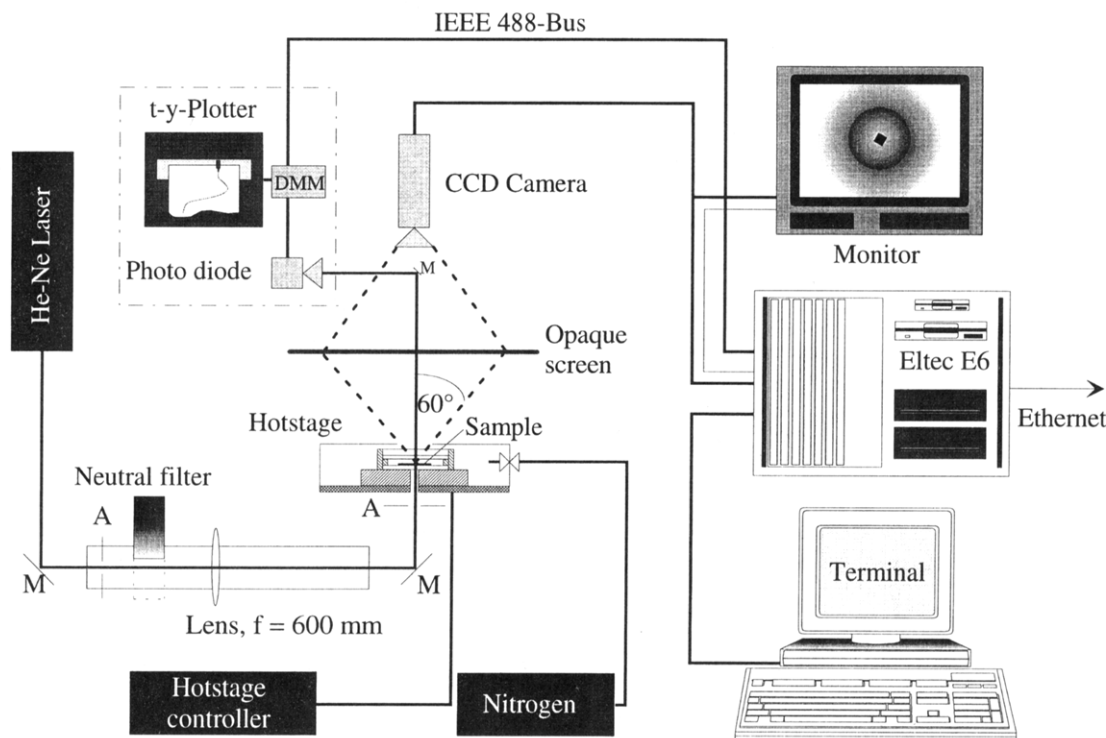 IEEE 488-Bus
t-y-Plotter
DMM
CCD Camera
Photo diode
M
He-Ne Laser
Monitor
Opaque
screen
Eltec E6
Ethernet
60°
Hotstage
Sample
Neutral filter
A
A
M
M
Lens, f = 600 mm
Terminal
Hotstage
controller
Nitrogen